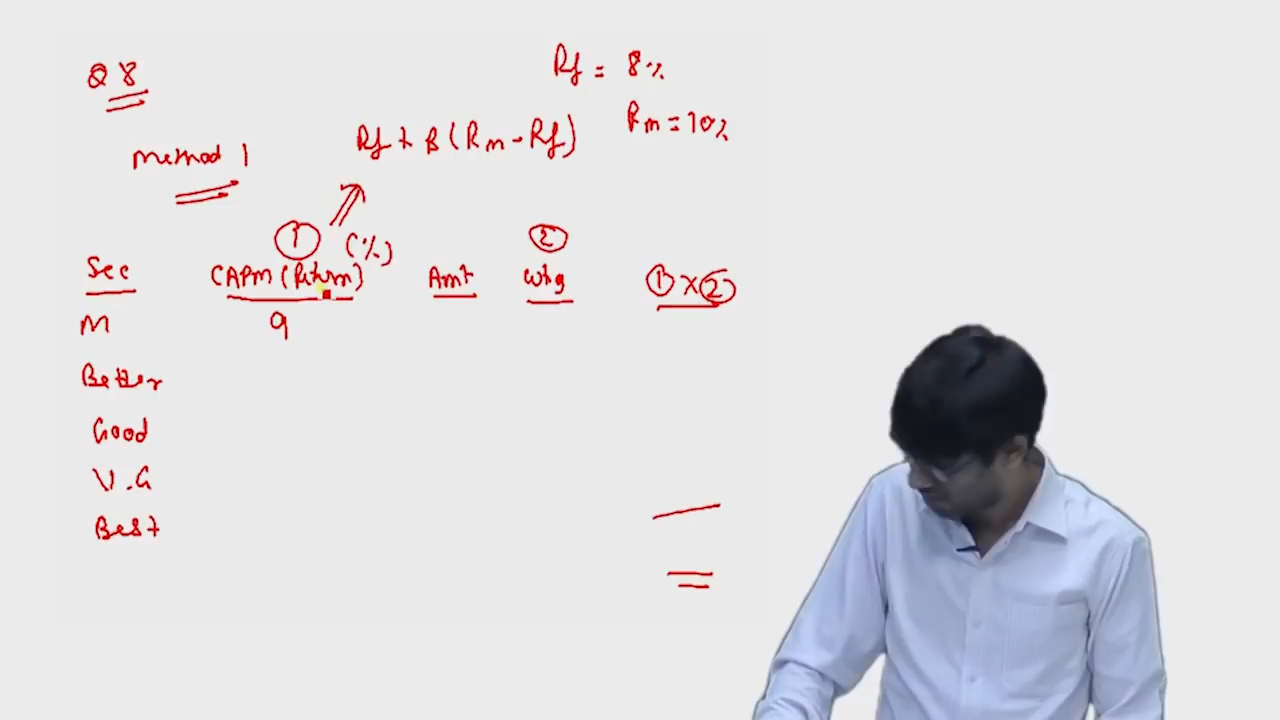 Q 8
Rf = 8%
Rm = 10%
Method 1
Rf + B (Rm - Rf)
① (%) ②
Sec CAPM (Return) Amt wtg ① x ②
M 9
Better
Good
V.G
Best